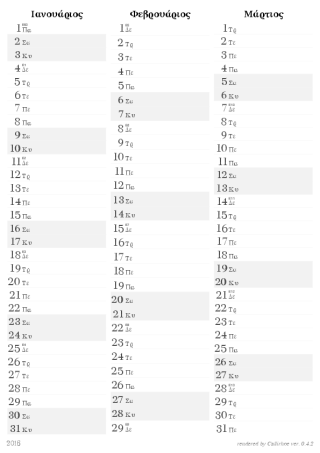 Ιανουάριος
1 Πα
2 Σα
3 Κυ
4 Δε
5 Τρ
6 Τε
7 Πε
8 Πα
9 Σα
10 Κυ
11 Δε
12 Τρ
13 Τε
14 Πε
15 Πα
16 Σα
17 Κυ
18 Δε
19 Τρ
20 Τε
21 Πε
22 Πα
23 Σα
24 Κυ
25 Δε
26 Τρ
27 Τε
28 Πε
29 Πα
30 Σα
31 Κυ
Φεβρουάριος
1 Δε
2 Τρ
3 Τε
4 Πε
5 Πα
6 Σα
7 Κυ
8 Δε
9 Τρ
10 Τε
11 Πε
12 Πα
13 Σα
14 Κυ
15 Δε
16 Τρ
17 Τε
18 Πε
19 Πα
20 Σα
21 Κυ
22 Δε
23 Τρ
24 Τε
25 Πε
26 Πα
27 Σα
28 Κυ
29 Δε
Μάρτιος
1 Τρ
2 Τε
3 Πε
4 Πα
5 Σα
6 Κυ
7 Δε
8 Τρ
9 Τε
10 Πε
11 Πα
12 Σα
13 Κυ
14 Δε
15 Τρ
16 Τε
17 Πε
18 Πα
19 Σα
20 Κυ
21 Δε
22 Τρ
23 Τε
24 Πε
25 Πα
26 Σα
27 Κυ
28 Δε
29 Τρ
30 Τε
31 Πε
2016
rendered by Callirhoe ver. 0.4.2